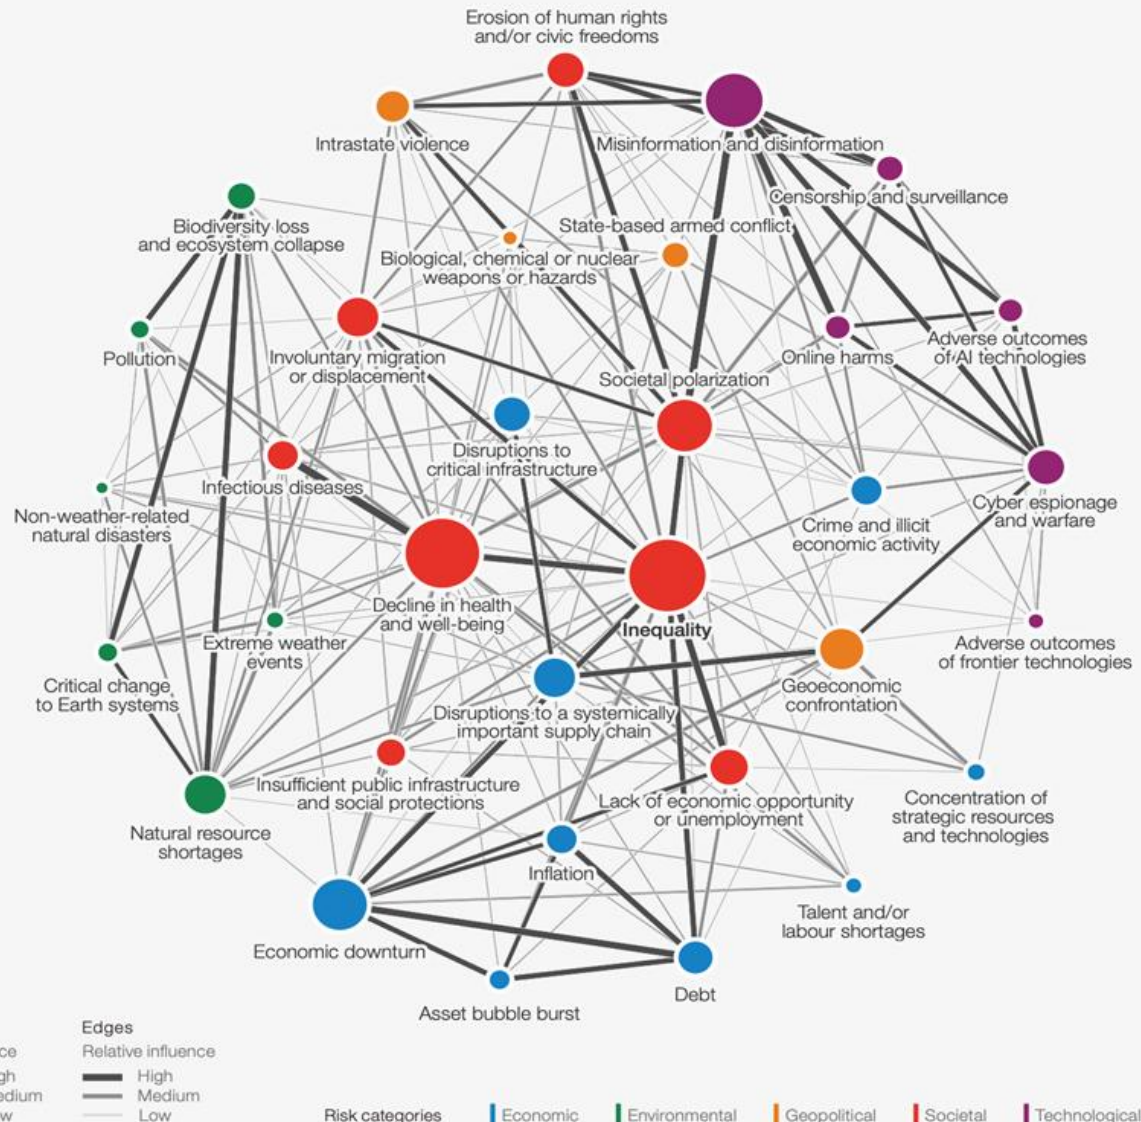 Erosion of human rights
and/or civic freedoms
Intrastate violence
Misinformation and disinformation
Censorship and surveillance
Biodiversity loss
and ecosystem collapse
State-based armed conflict
Biological, chemical or nuclear
weapons or hazards
Pollution
Involuntary migration
or displacement
Online harms
Adverse outcomes
of AI technologies
Societal polarization
Disruptions to
critical infrastructure
Infectious diseases
Non-weather-related
natural disasters
Crime and illicit
economic activity
Cyber espionage
and warfare
Decline in health
and well-being
Inequality
Extreme weather
events
Adverse outcomes
of frontier technologies
Critical change
to Earth systems
Geoeconomic
confrontation
Disruptions to a systemically
important supply chain
Insufficient public infrastructure
and social protections
Lack of economic opportunity
or unemployment
Concentration of
strategic resources
and technologies
Natural resource
shortages
Inflation
Talent and/or
labour shortages
Economic downturn
Debt
Asset bubble burst
Edges
ce Relative influence
gh High
edium Medium
w Low
Risk categories Economic Environmental Geopolitical Societal Technological